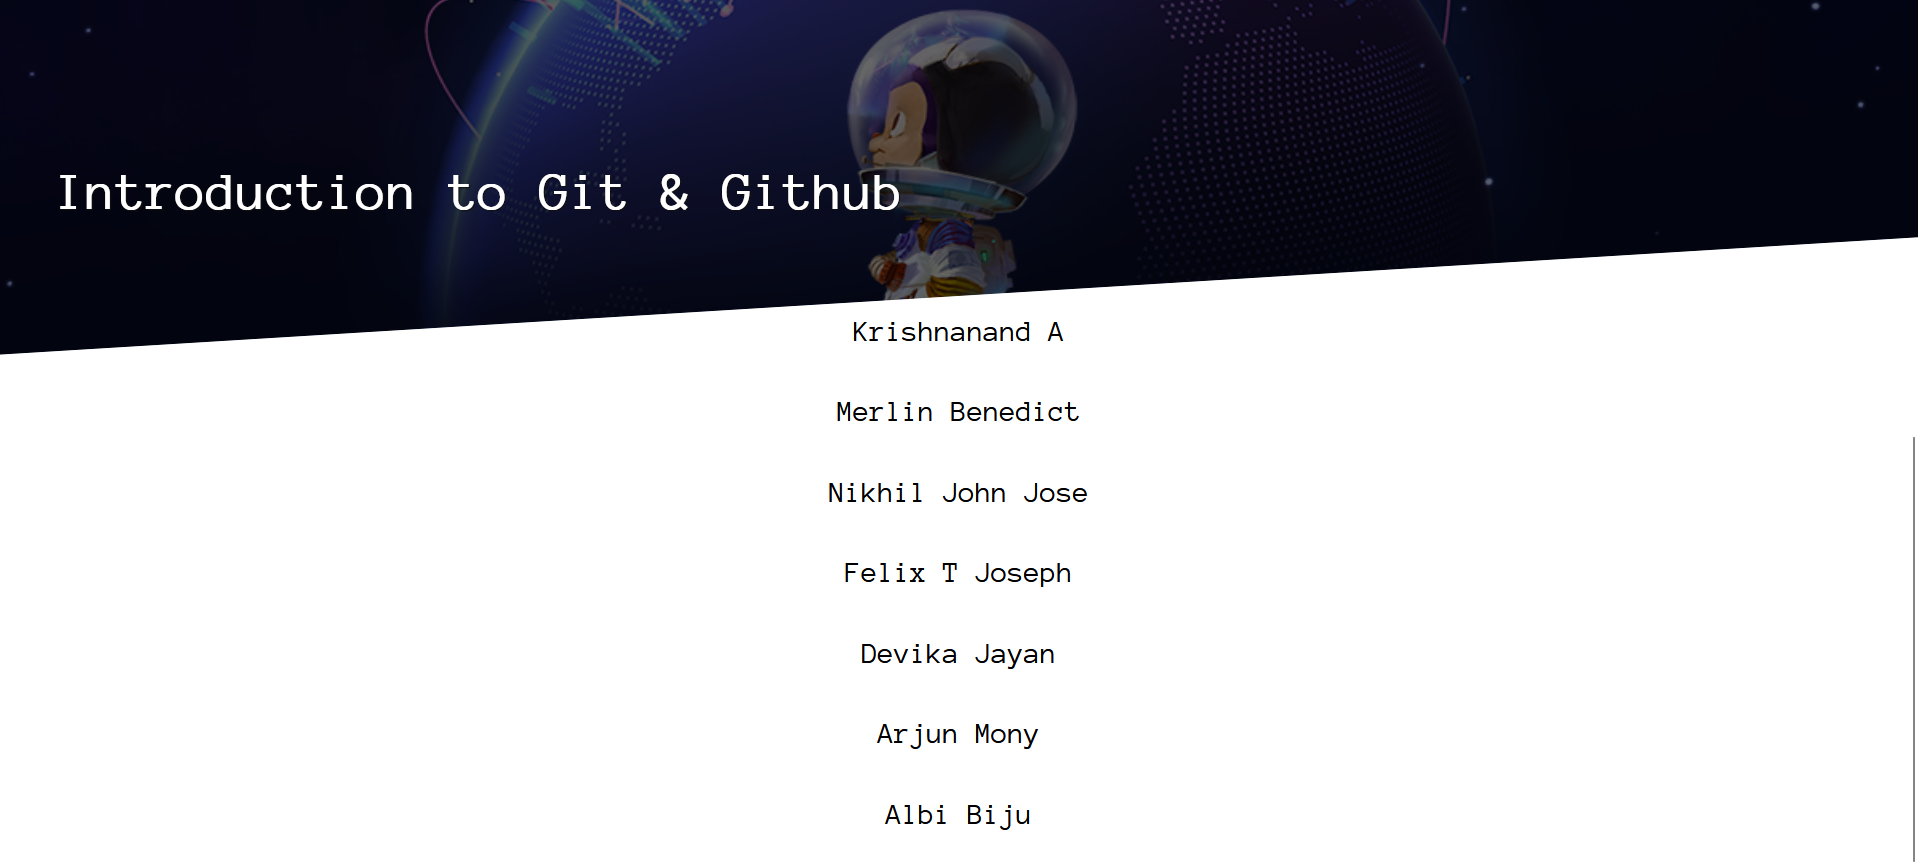 Introduction to Git & Github
Krishnanand A
Merlin Benedict
Nikhil John Jose
Felix T Joseph
Devika Jayan
Arjun Mony
Albi Biju